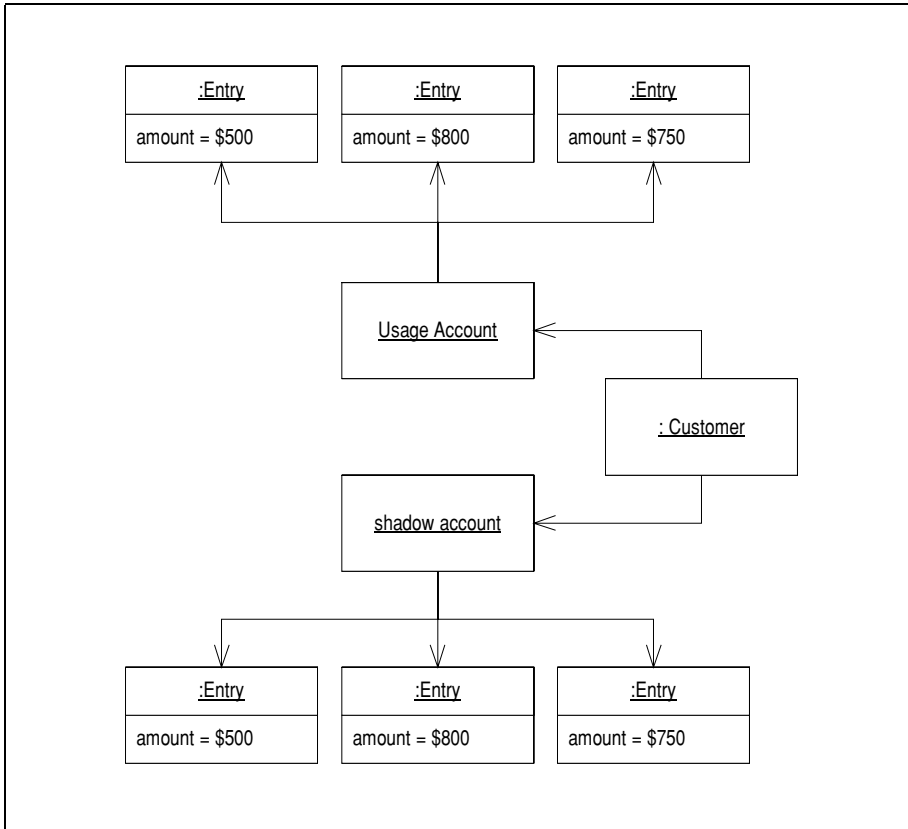 :Entry
:Entry
:Entry
amount = $500
amount = $800
amount = $750
Usage Account
: Customer
shadow account
:Entry
:Entry
:Entry
amount = $500
amount = $800
amount = $750